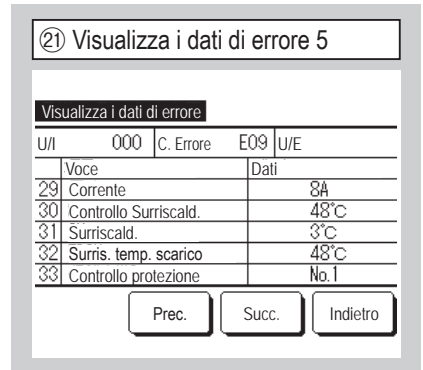 ㉑ Visualizza i dati di errore 5
Visualizza i dati di errore
U/I 000 C. Errore E09 U/E
Voce Dati
29 Corrente 8A
30 Controllo Surriscald. 48°C
31 Surriscald. 3°C
32 Surris. temp. scarico 48°C
33 Controllo protezione No.1
Prec. Succ. Indietro